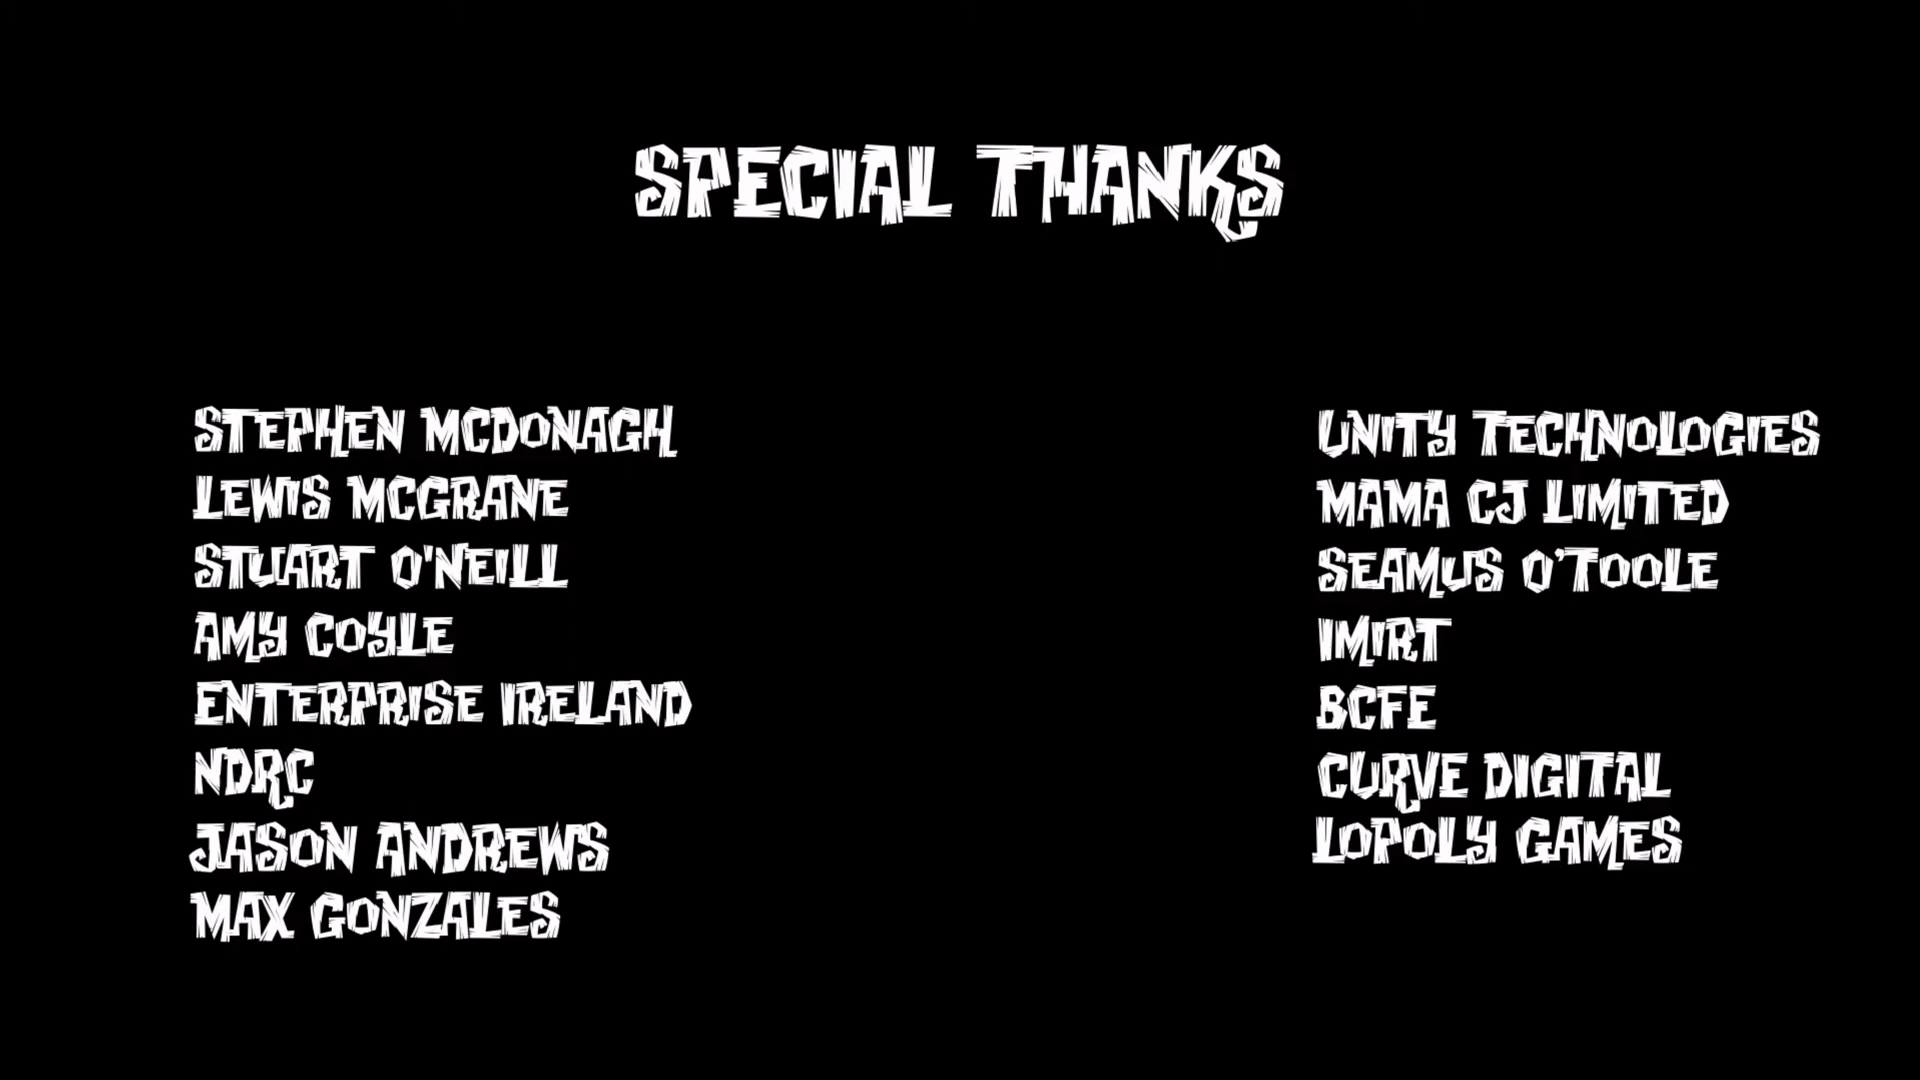 SPECIAL THANKS
STEPHEN MCDONAGH
LEWIS MCGRANE
STUART O'NEILL
AMY COYLE
ENTERPRISE IRELAND
NDRC
JASON ANDREWS
MAX GONZALES
UNITY TECHNOLOGIES
MAMA CJ LIMITED
SEAMUS O’TOOLE
IMIRT
BCFE
CURVE DIGITAL
LOPOLY GAMES